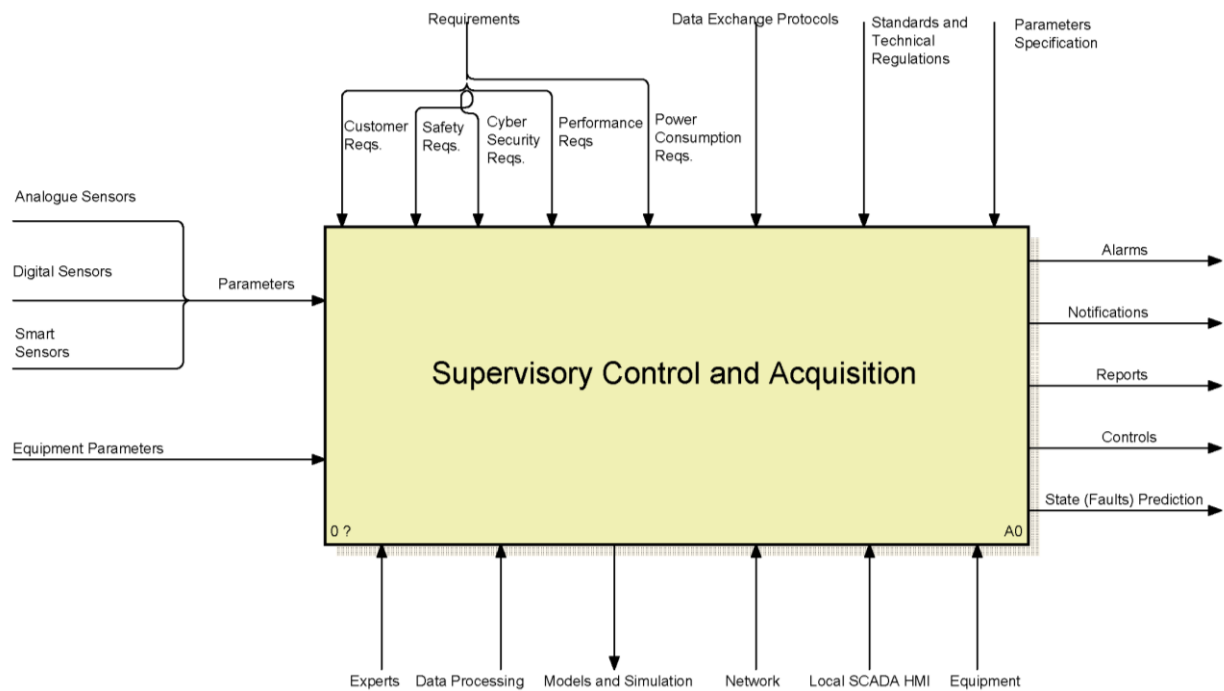 Requirements
Data Exchange Protocols
Standards and
Technical
Regulations
Parameters
Specification
Customer
Reqs.
Safety
Reqs.
Cyber
Security
Reqs.
Performance
Reqs
Power
Consumption
Reqs.
Analogue Sensors
Digital Sensors
Smart
Sensors
Parameters
Equipment Parameters
Supervisory Control and Acquisition
0 ?
A0
Alarms
Notifications
Reports
Controls
State (Faults) Prediction
Experts
Data Processing
Models and Simulation
Network
Local SCADA HMI
Equipment